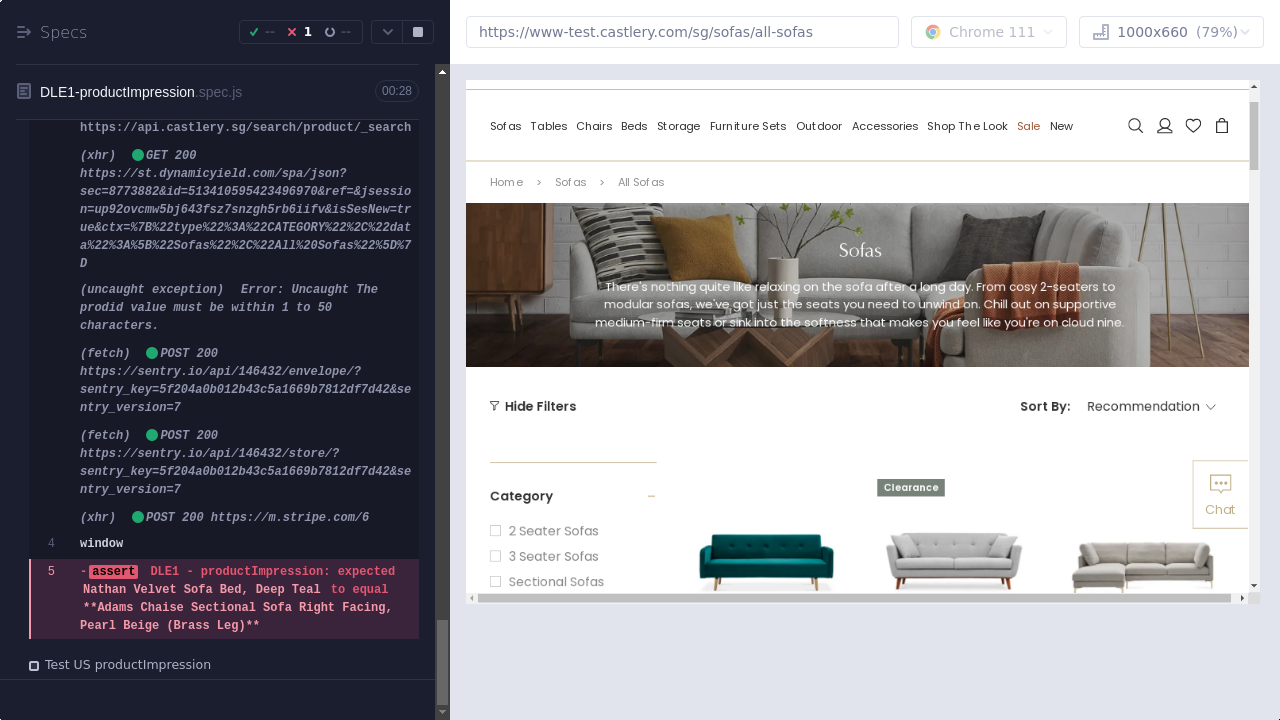 Specs
-- 1 --
https://www-test.castlery.com/sg/sofas/all-sofas
Chrome 111
1000x660 (79%)
DLE1-productImpression.spec.js
00:28
https://api.castlery.sg/search/product/_search
(xhr) GET 200
https://st.dynamicyield.com/spa/json?
sec=8773882&id=513410595423496970&ref=&jsessio
n=up92ovcmw5bj643fsz7snzgh5rb6iifv&isSesNew=tr
ue&ctx=%7B%22type%22%3A%22CATEGORY%22%2C%22dat
a%22%3A%5B%22Sofas%22%2C%22All%20Sofas%22%5D%7
D
(uncaught exception) Error: Uncaught The
prodid value must be within 1 to 50
characters.
(fetch) POST 200
https://sentry.io/api/146432/envelope/?
sentry_key=5f204a0b012b43c5a1669b7812df7d42&se
ntry_version=7
(fetch) POST 200
https://sentry.io/api/146432/store/?
sentry_key=5f204a0b012b43c5a1669b7812df7d42&se
ntry_version=7
(xhr) POST 200 https://m.stripe.com/6
4 window
5 -assert DLE1 - productImpression: expected
Nathan Velvet Sofa Bed, Deep Teal to equal
**Adams Chaise Sectional Sofa Right Facing,
Pearl Beige (Brass Leg)**
Test US productImpression
Sofas Tables Chairs Beds Storage Furniture Sets Outdoor Accessories Shop The Look Sale New
Home > Sofas > All Sofas
Sofas
There's nothing quite like relaxing on the sofa after a long day. From cosy 2-seaters to
modular sofas, we've got just the seats you need to unwind on. Chill out on supportive
medium-firm seats or sink into the softness that makes you feel like you're on cloud nine.
Hide Filters
Sort By: Recommendation
Category
2 Seater Sofas
3 Seater Sofas
Sectional Sofas
Clearance
Chat